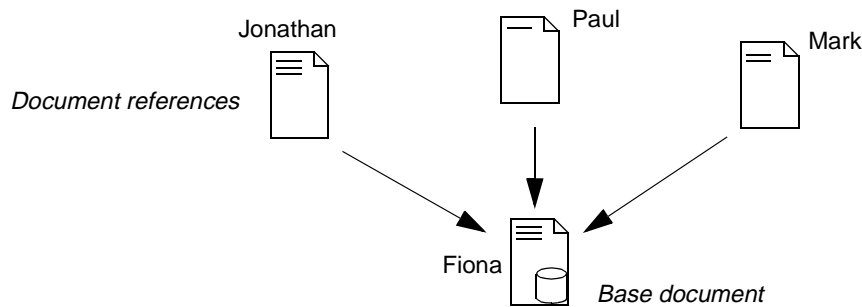 Jonathan
Paul
Mark
Document references
Fiona
Base document